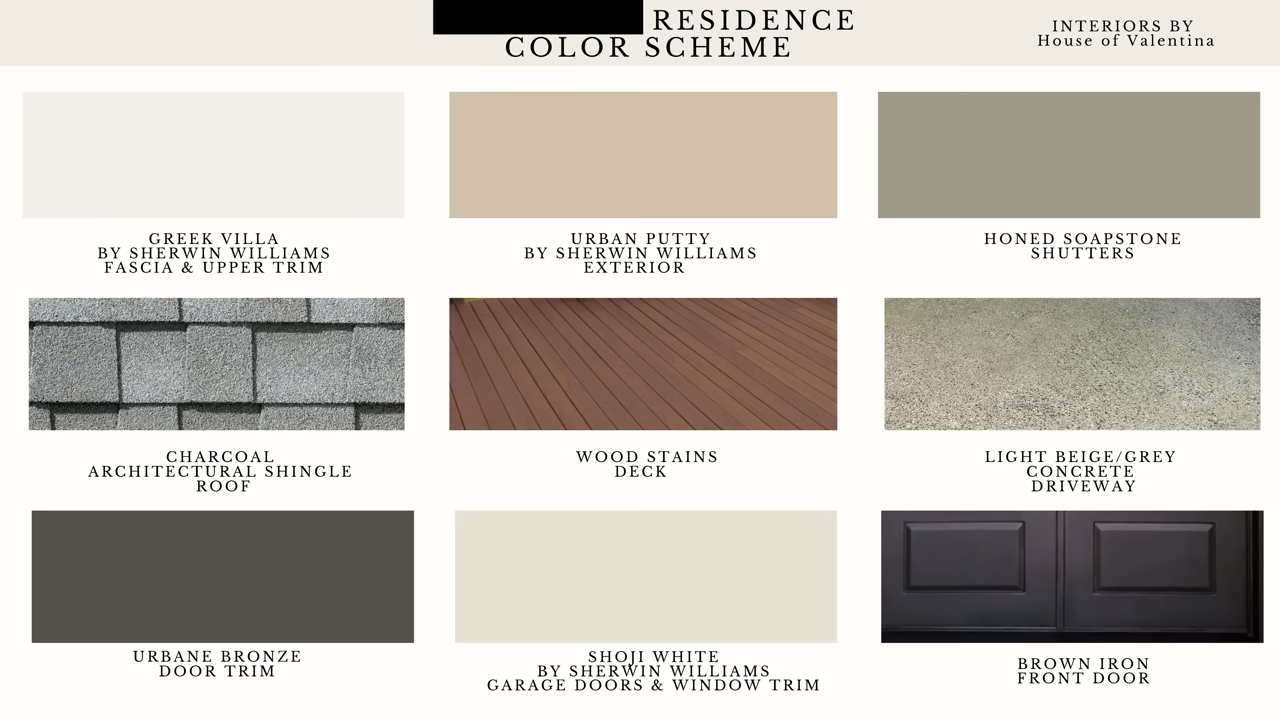 RESIDENCE
COLOR SCHEME
INTERIORS BY
House of Valentina
GREEK VILLA
BY SHERWIN WILLIAMS
FASCIA & UPPER TRIM
URBAN PUTTY
BY SHERWIN WILLIAMS
EXTERIOR
HONED SOAPSTONE
SHUTTERS
CHARCOAL
ARCHITECTURAL SHINGLE
ROOF
WOOD STAINS
DECK
LIGHT BEIGE/GREY
CONCRETE
DRIVEWAY
URBANE BRONZE
DOOR TRIM
SHOJI WHITE
BY SHERWIN WILLIAMS
GARAGE DOORS & WINDOW TRIM
BROWN IRON
FRONT DOOR